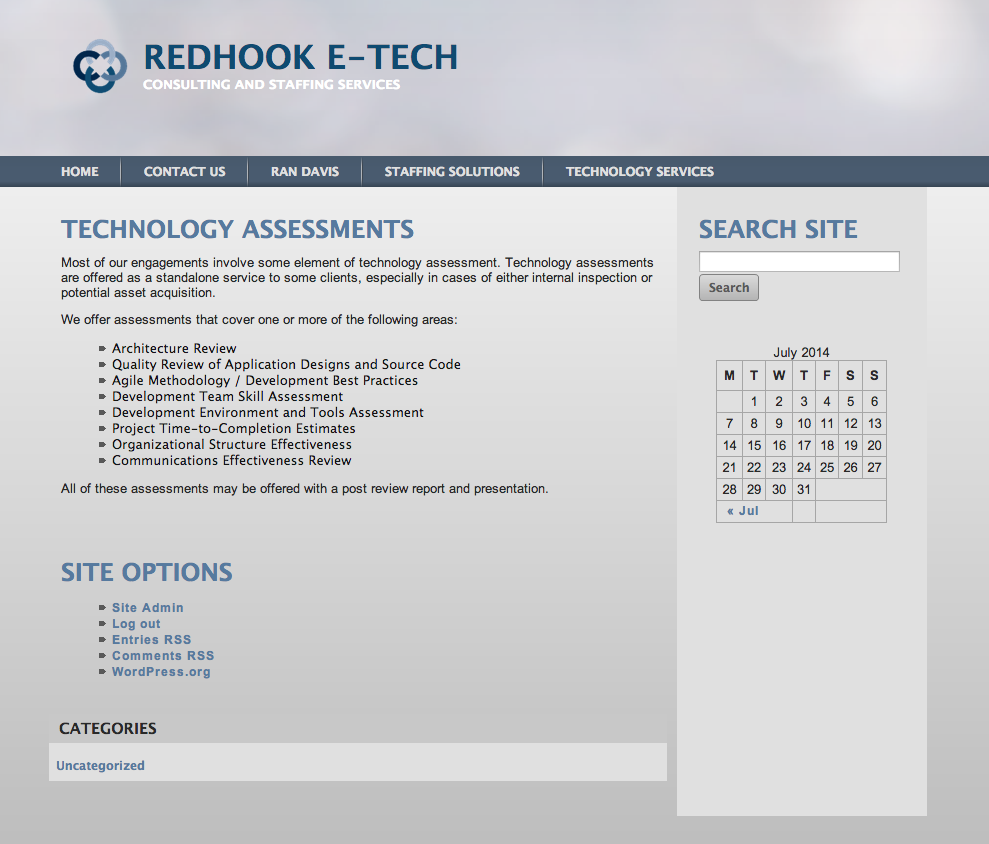 REDHOOK E-TECH
CONSULTING AND STAFFING SERVICES
HOME CONTACT US RAN DAVIS STAFFING SOLUTIONS TECHNOLOGY SERVICES
TECHNOLOGY ASSESSMENTS
Most of our engagements involve some element of technology assessment. Technology assessments
are offered as a standalone service to some clients, especially in cases of either internal inspection or
potential asset acquisition.
We offer assessments that cover one or more of the following areas:
Architecture Review
Quality Review of Application Designs and Source Code
Agile Methodology / Development Best Practices
Development Team Skill Assessment
Development Environment and Tools Assessment
Project Time-to-Completion Estimates
Organizational Structure Effectiveness
Communications Effectiveness Review
All of these assessments may be offered with a post review report and presentation.
SITE OPTIONS
Site Admin
Log out
Entries RSS
Comments RSS
WordPress.org
CATEGORIES
Uncategorized
SEARCH SITE
Search
July 2014
M T W T F S S
1 2 3 4 5 6
7 8 9 10 11 12 13
14 15 16 17 18 19 20
21 22 23 24 25 26 27
28 29 30 31
« Jul